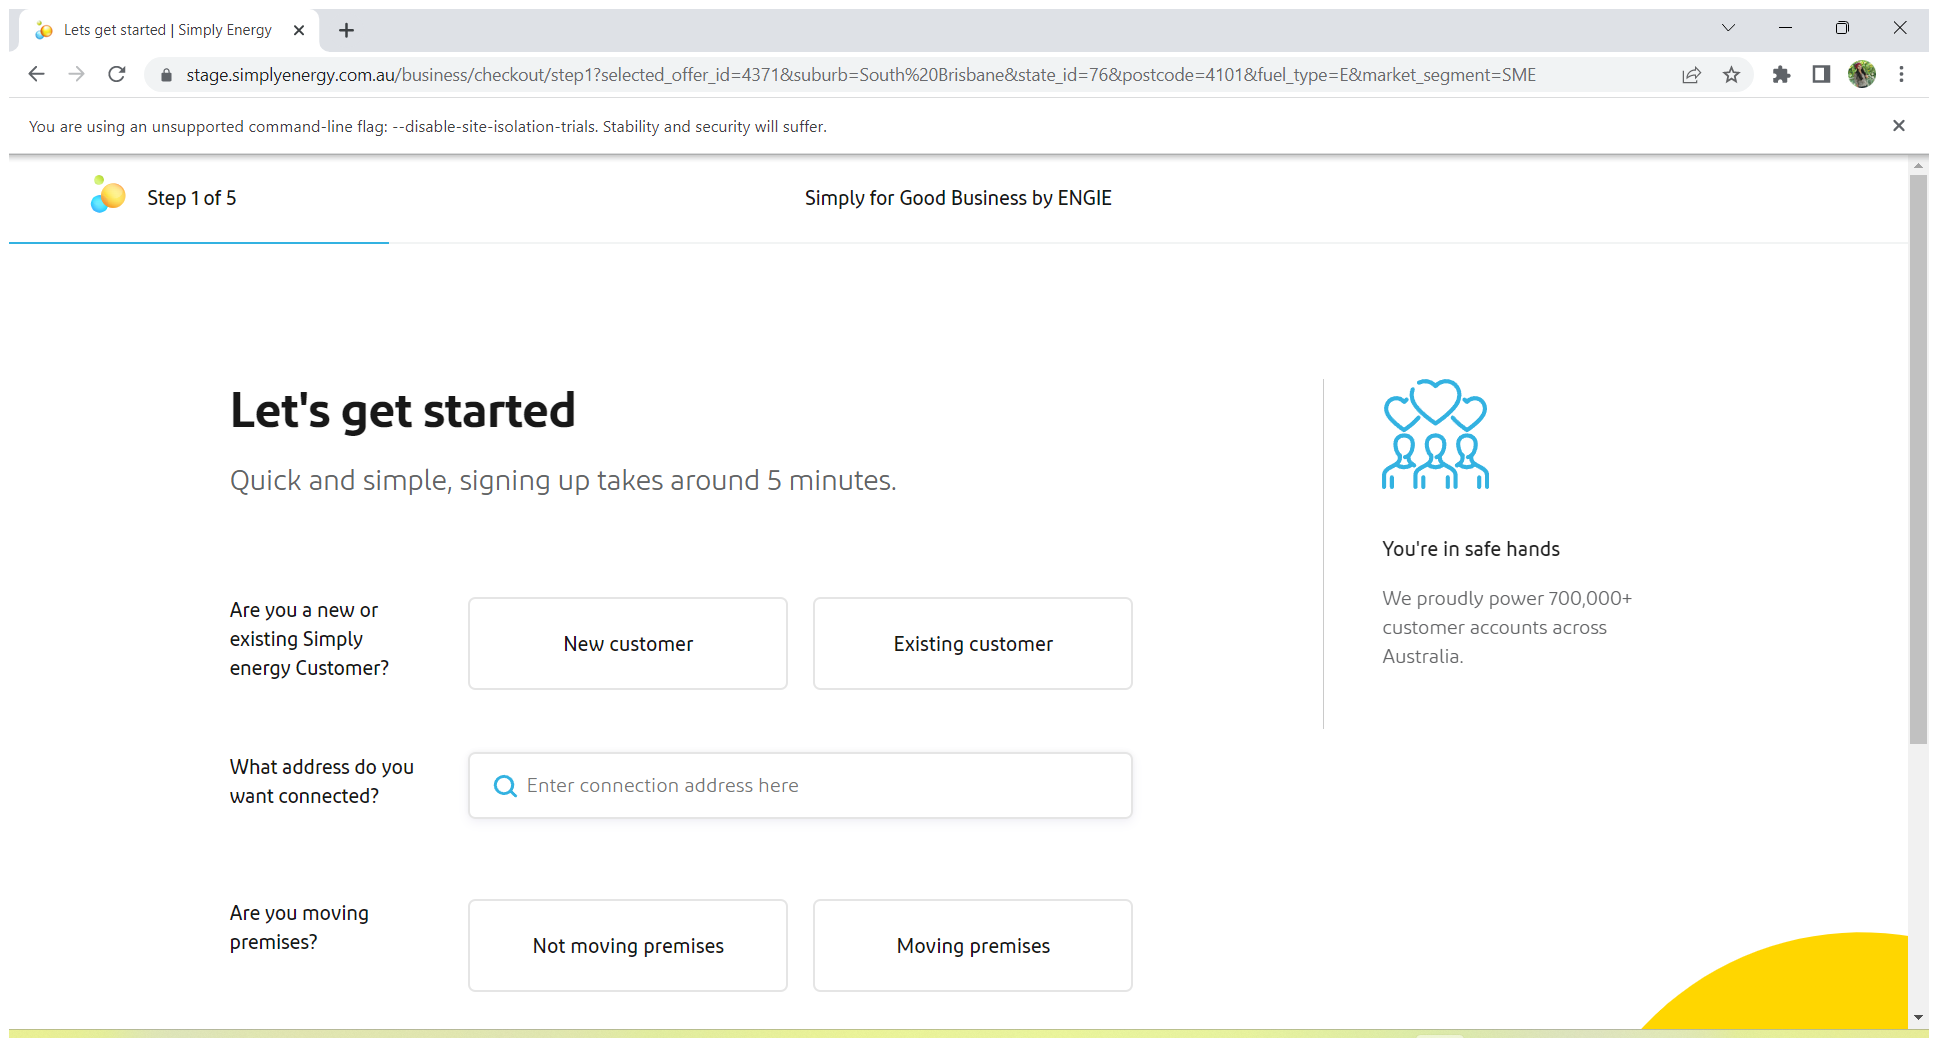 Lets get started | Simply Energy
stage.simplyenergy.com.au/business/checkout/step1?selected_offer_id=4371&suburb=South%20Brisbane&state_id=76&postcode=4101&fuel_type=E&market_segment=SME
You are using an unsupported command-line flag: --disable-site-isolation-trials. Stability and security will suffer.
Step 1 of 5
Simply for Good Business by ENGIE
Let's get started
Quick and simple, signing up takes around 5 minutes.
Are you a new or
existing Simply
energy Customer?
New customer
Existing customer
What address do you
want connected?
Enter connection address here
Are you moving
premises?
Not moving premises
Moving premises
You're in safe hands
We proudly power 700,000+
customer accounts across
Australia.